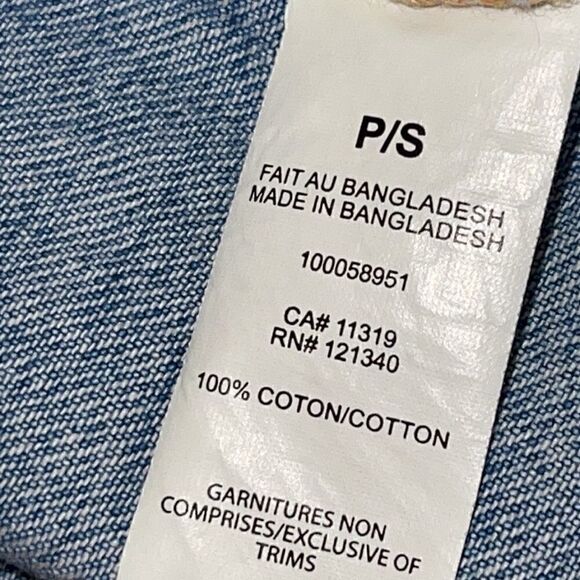 P/S
FAIT AU BANGLADESH
MADE IN BANGLADESH
100058951
CA# 11319
RN# 121340
100% COTON/COTTON
GARNITURES NON
COMPRISES/EXCLUSIVE OF
TRIMS